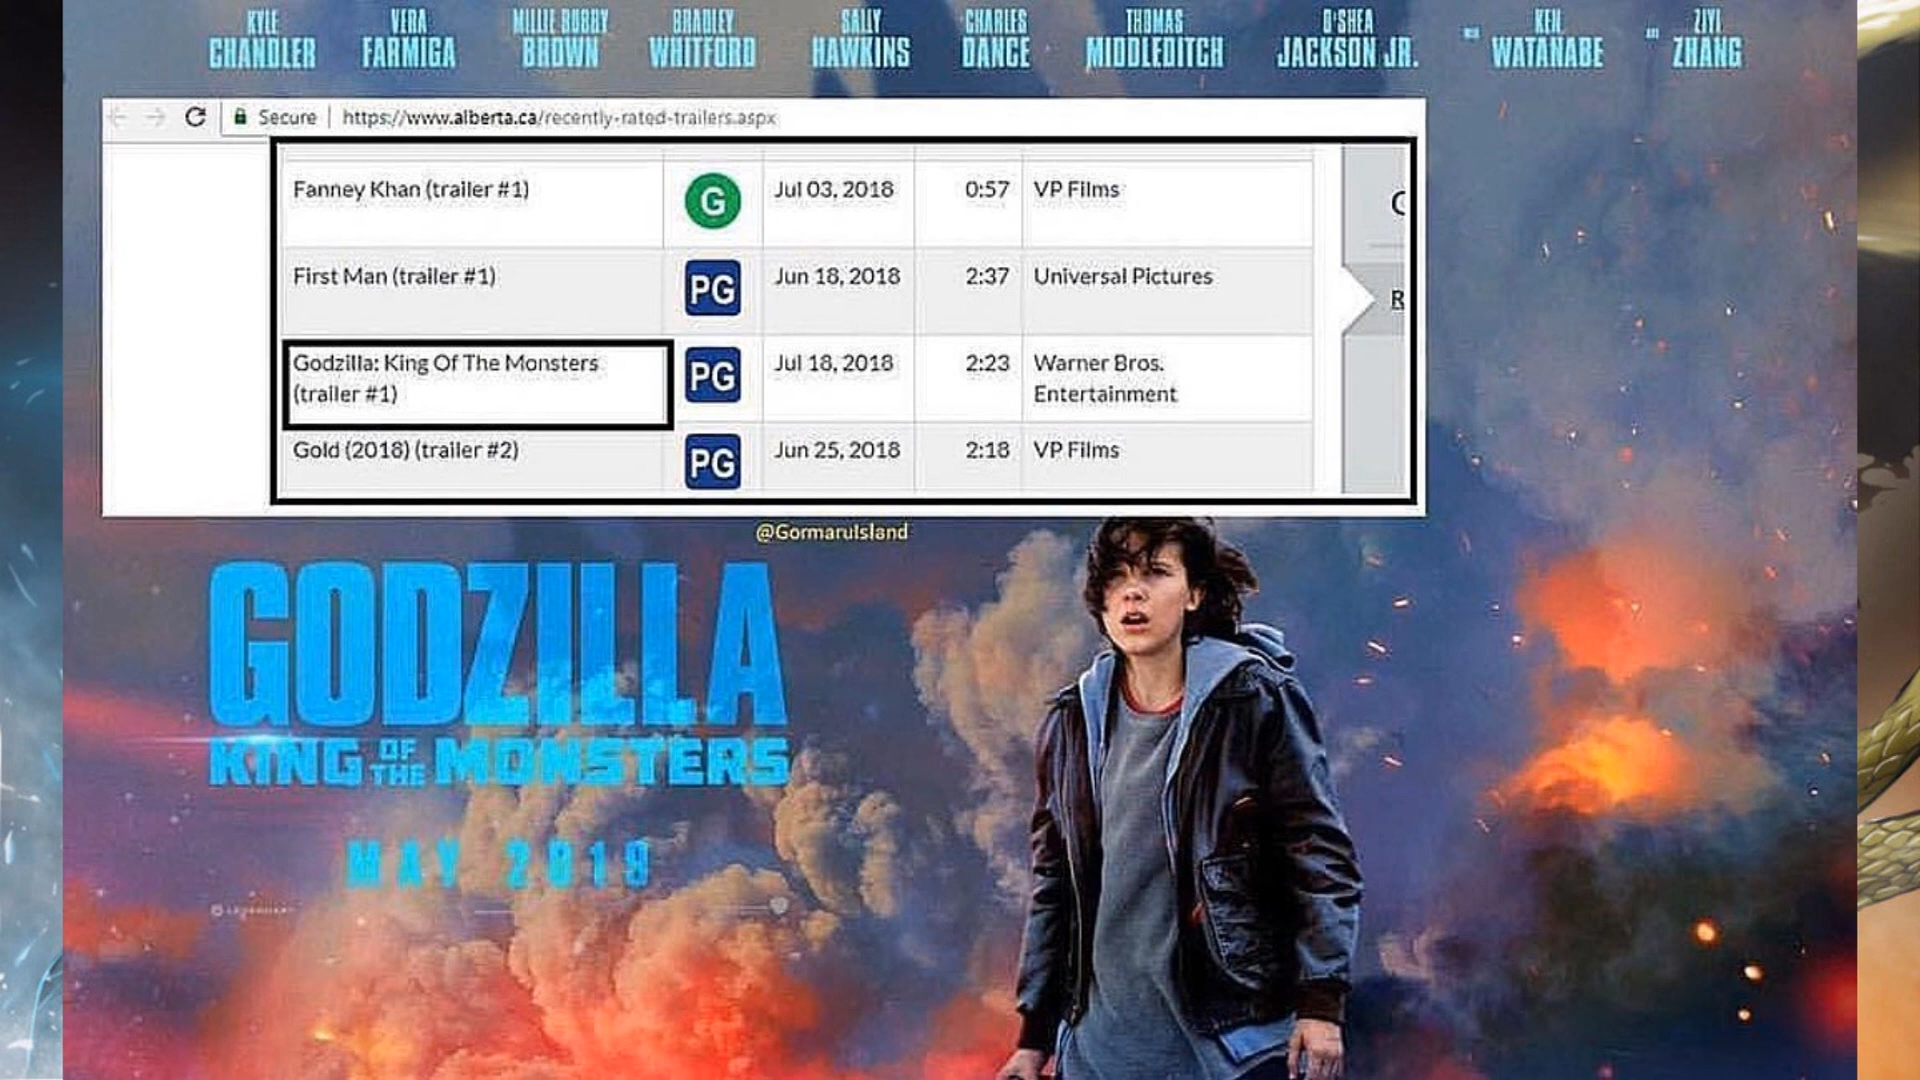 KYLE CHANDLER VERA FARMIGA MILLIE BOBBY BROWN BRADLEY WHITFORD SALLY HAWKINS CHARLES DANCE THOMAS MIDDLEDITCH O'SHEA JACKSON JR. WITH KEN WATANABE AND ZIYI ZHANG
Secure https://www.alberta.ca/recently-rated-trailers.aspx
Fanney Khan (trailer #1) G Jul 03, 2018 0:57 VP Films
First Man (trailer #1) PG Jun 18, 2018 2:37 Universal Pictures
Godzilla: King Of The Monsters PG Jul 18, 2018 2:23 Warner Bros.
(trailer #1) Entertainment
Gold (2018) (trailer #2) PG Jun 25, 2018 2:18 VP Films
@GormaruIsland
GODZILLA
KING OF THE MONSTERS
MAY 2019
LEGENDARY